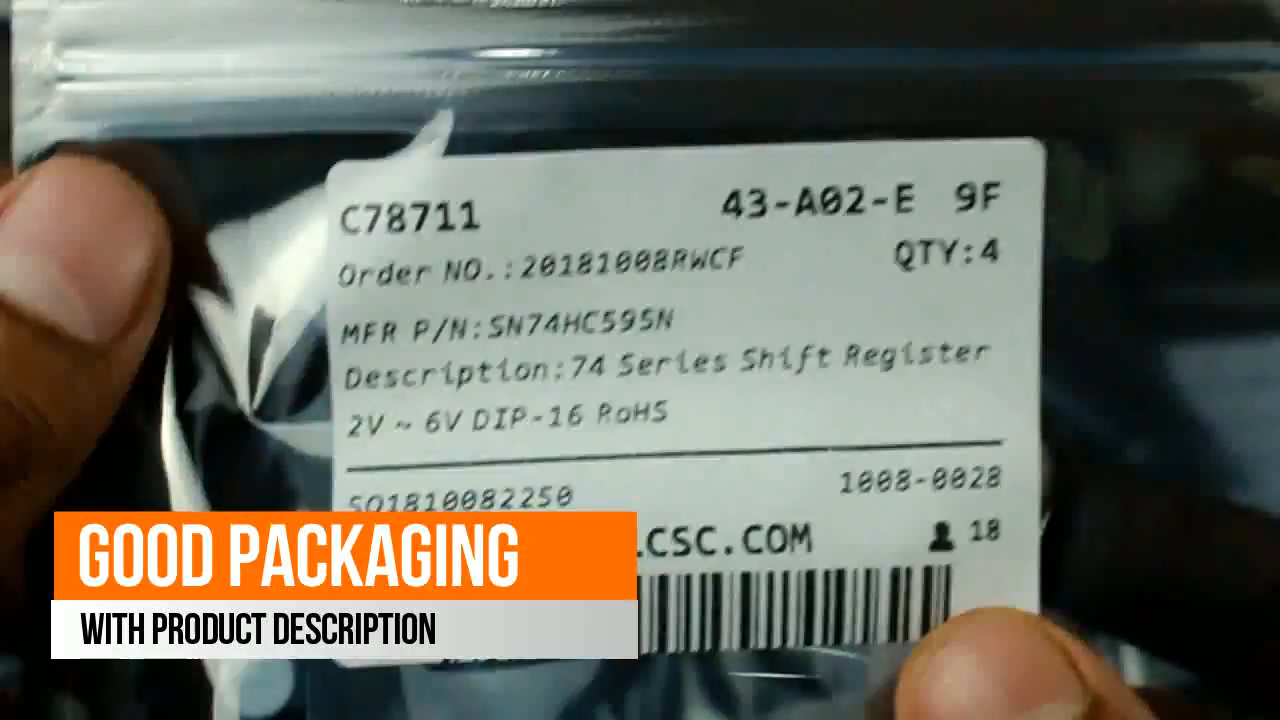 C78711 43-A02-E 9F
Order NO.:20181008RWCF QTY:4
MFR P/N:SN74HC595N
Description:74 Series Shift Register
2V ~ 6V DIP-16 RoHS
SO1810082250 1008-0028
LCSC.COM 18
GOOD PACKAGING
WITH PRODUCT DESCRIPTION